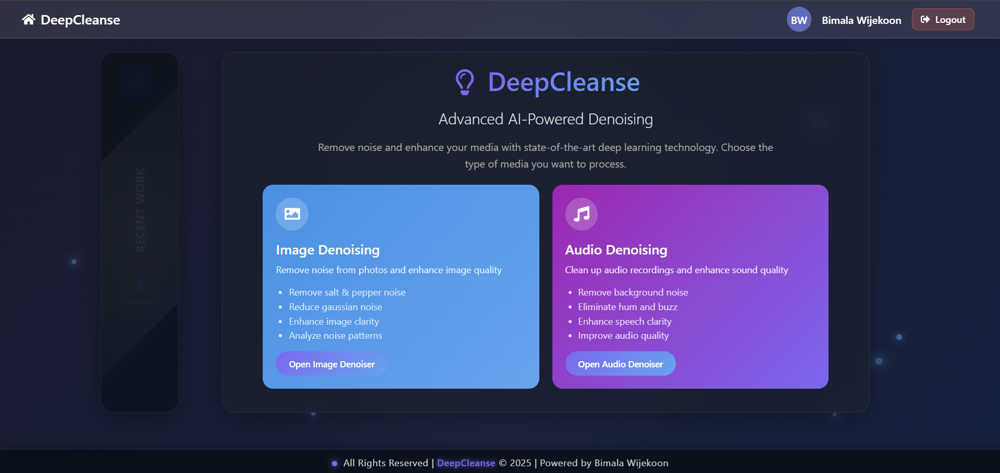 DeepCleanse
BW
Bimala Wijekoon
Logout
RECENT WORK
3
sessions
DeepCleanse
Advanced AI-Powered Denoising
Remove noise and enhance your media with state-of-the-art deep learning technology. Choose the
type of media you want to process.
Image Denoising
Remove noise from photos and enhance image quality
Remove salt & pepper noise
Reduce gaussian noise
Enhance image clarity
Analyze noise patterns
Open Image Denoiser
Audio Denoising
Clean up audio recordings and enhance sound quality
Remove background noise
Eliminate hum and buzz
Enhance speech clarity
Improve audio quality
Open Audio Denoiser
All Rights Reserved | DeepCleanse © 2025 | Powered by Bimala Wijekoon